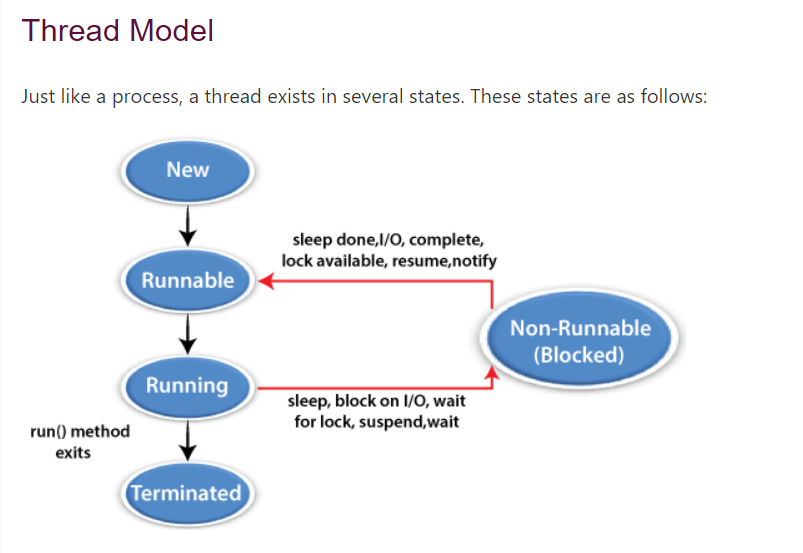 Thread Model
Just like a process, a thread exists in several states. These states are as follows:
New
sleep done,I/O, complete,
lock available, resume,notify
Runnable
Non-Runnable
(Blocked)
Running
sleep, block on I/O, wait
for lock, suspend,wait
run() method
exits
Terminated